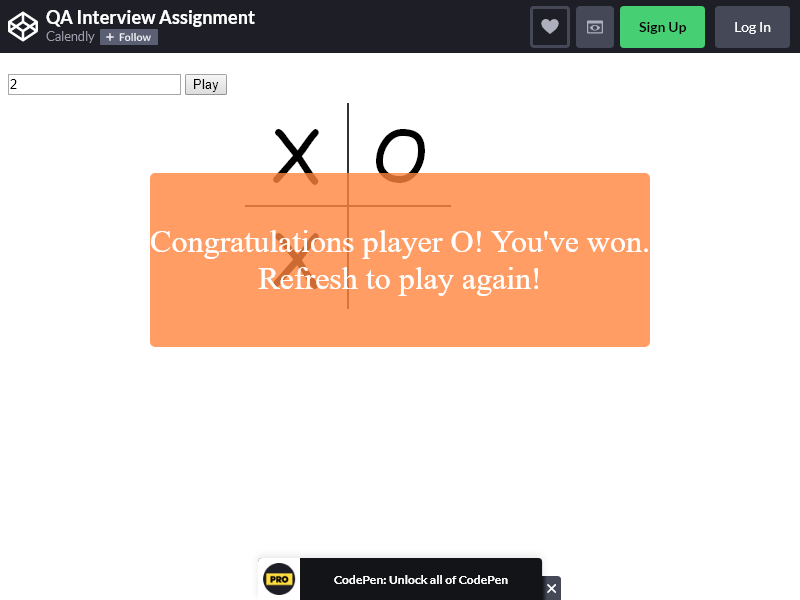 QA Interview Assignment
Calendly + Follow
Sign Up
Log In
2
Play
X O
X
Congratulations player O! You've won.
Refresh to play again!
PRO
CodePen: Unlock all of CodePen